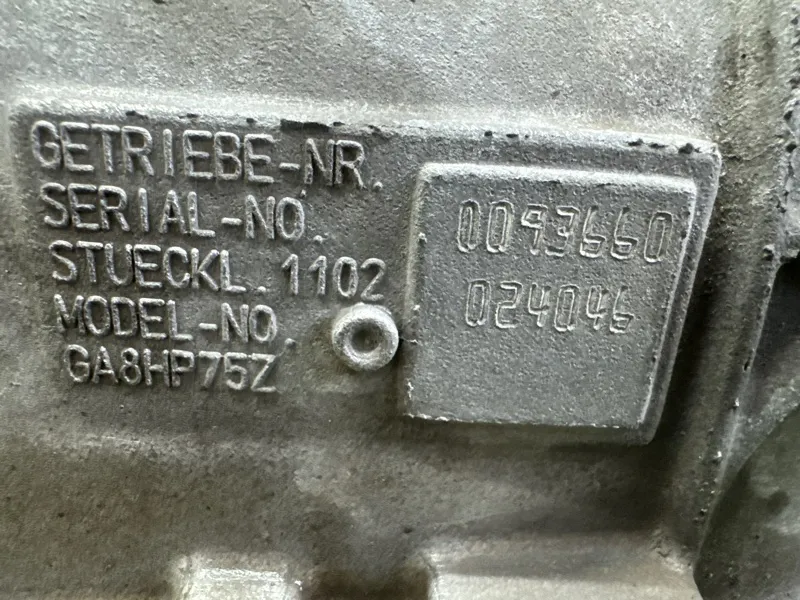 GETRIEBE-NR.
SERIAL-NO.
STUECKL. 1102
MODEL-NO.
GA8HP75Z
0093660
024046